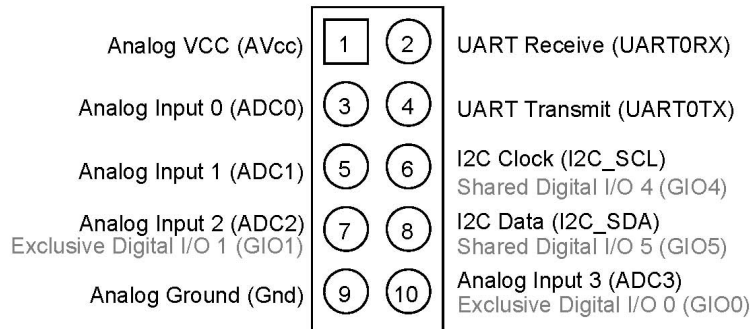 Analog VCC (AVcc) 1 2 UART Receive (UART0RX)
Analog Input 0 (ADC0) 3 4 UART Transmit (UART0TX)
Analog Input 1 (ADC1) 5 6 I2C Clock (I2C_SCL)
Shared Digital I/O 4 (GIO4)
Analog Input 2 (ADC2) 7 8 I2C Data (I2C_SDA)
Exclusive Digital I/O 1 (GIO1) Shared Digital I/O 5 (GIO5)
Analog Ground (Gnd) 9 10 Analog Input 3 (ADC3)
Exclusive Digital I/O 0 (GIO0)